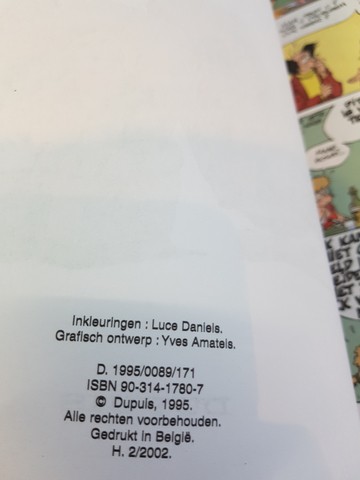 Inkleuringen : Luce Daniels.
Grafisch ontwerp : Yves Amateis.
D. 1995/0089/171
ISBN 90-314-1780-7
© Dupuis, 1995.
Alle rechten voorbehouden.
Gedrukt in België.
H. 2/2002.